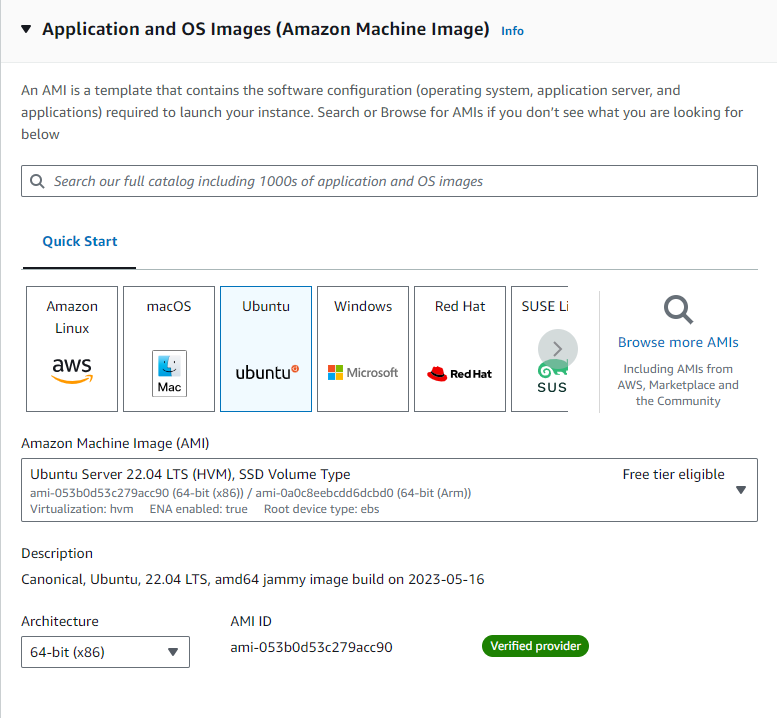 Application and OS Images (Amazon Machine Image) Info
An AMI is a template that contains the software configuration (operating system, application server, and
applications) required to launch your instance. Search or Browse for AMIs if you don’t see what you are looking for
below
Search our full catalog including 1000s of application and OS images
Quick Start
Amazon
Linux
aws
macOS
Mac
Ubuntu
ubuntu
Windows
Microsoft
Red Hat
Red Hat
SUSE Li
SUS
Browse more AMIs
Including AMIs from
AWS, Marketplace and
the Community
Amazon Machine Image (AMI)
Ubuntu Server 22.04 LTS (HVM), SSD Volume Type
Free tier eligible
ami-053b0d53c279acc90 (64-bit (x86)) / ami-0a0c8eebcdd6dcbd0 (64-bit (Arm))
Virtualization: hvm ENA enabled: true Root device type: ebs
Description
Canonical, Ubuntu, 22.04 LTS, amd64 jammy image build on 2023-05-16
Architecture
64-bit (x86)
AMI ID
ami-053b0d53c279acc90
Verified provider